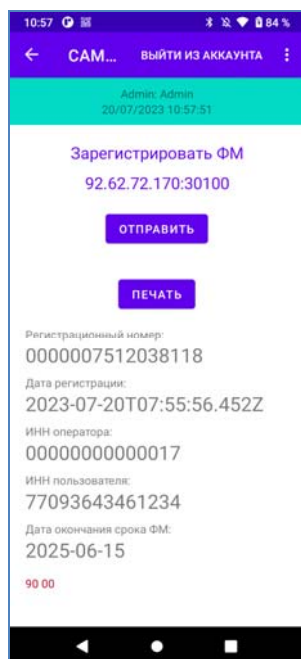 10:57 84 %
CAM... ВЫЙТИ ИЗ АККАУНТА
Admin: Admin
20/07/2023 10:57:51
Зарегистрировать ФМ
92.62.72.170:30100
ОТПРАВИТЬ
ПЕЧАТЬ
Регистрационный номер:
0000007512038118
Дата регистрации:
2023-07-20T07:55:56.452Z
ИНН оператора:
00000000000017
ИНН пользователя:
77093643461234
Дата окончания срока ФМ:
2025-06-15
90 00